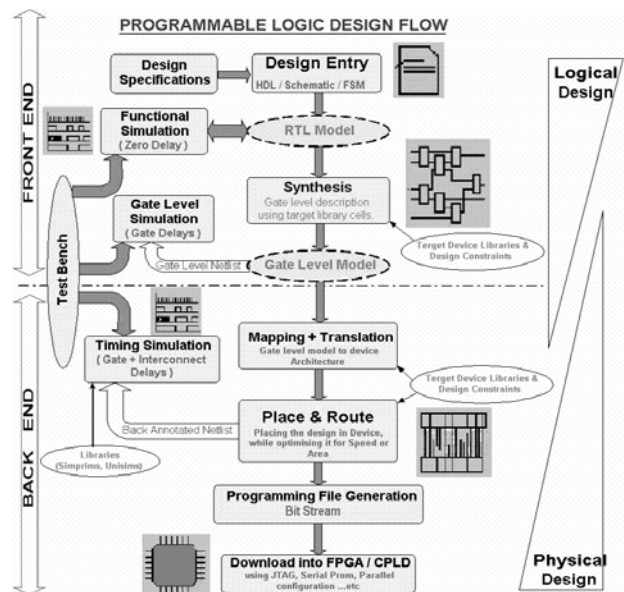 PROGRAMMABLE LOGIC DESIGN FLOW
FRONT END
Design
Specifications
Design Entry
HDL / Schematic / FSM
Logical
Design
Functional
Simulation
(Zero Delay)
RTL Model
Synthesis
Gate level description
using target library cells.
Gate Level
Simulation
(Gate Delays)
Target Device Libraries &
Design Constraints
Test Bench
Gate Level Netlist
Gate Level Model
BACK END
Timing Simulation
( Gate + Interconnect
Delays )
Mapping + Translation
Gate level model to device
Architecture
Target Device Libraries &
Design Constraints
Place & Route
Placing the design in Device,
while optimising it for Speed or
Area
Back Annotated Netlist
Libraries
(Simprims, Unisims)
Programming File Generation
Bit Stream
Download into FPGA / CPLD
using JTAG, Serial Prom, Parallel
configuration ...etc
Physical
Design